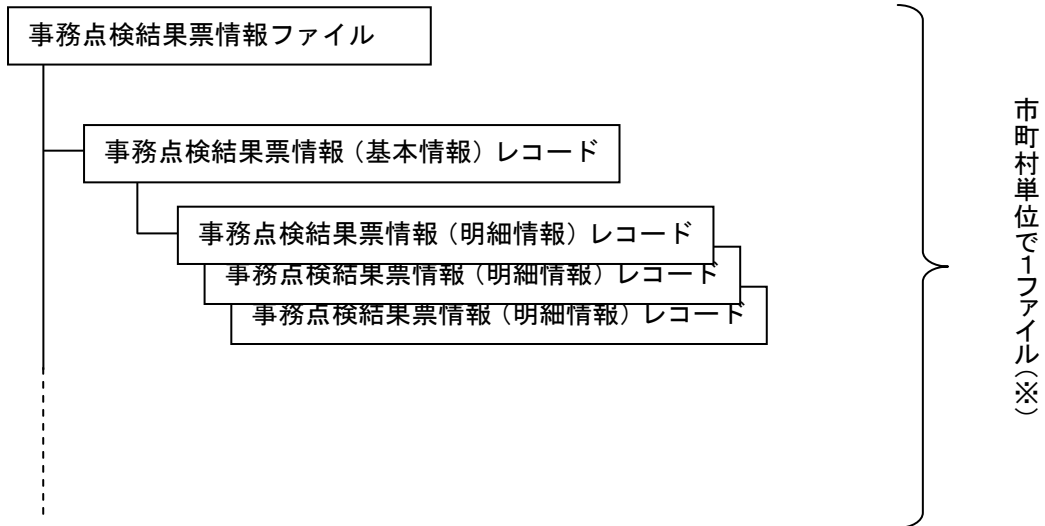 事務点検結果票情報ファイル
事務点検結果票情報（基本情報）レコード
事務点検結果票情報（明細情報）レコード
事務点検結果票情報（明細情報）レコード
事務点検結果票情報（明細情報）レコード
市町村単位で1ファイル（※）